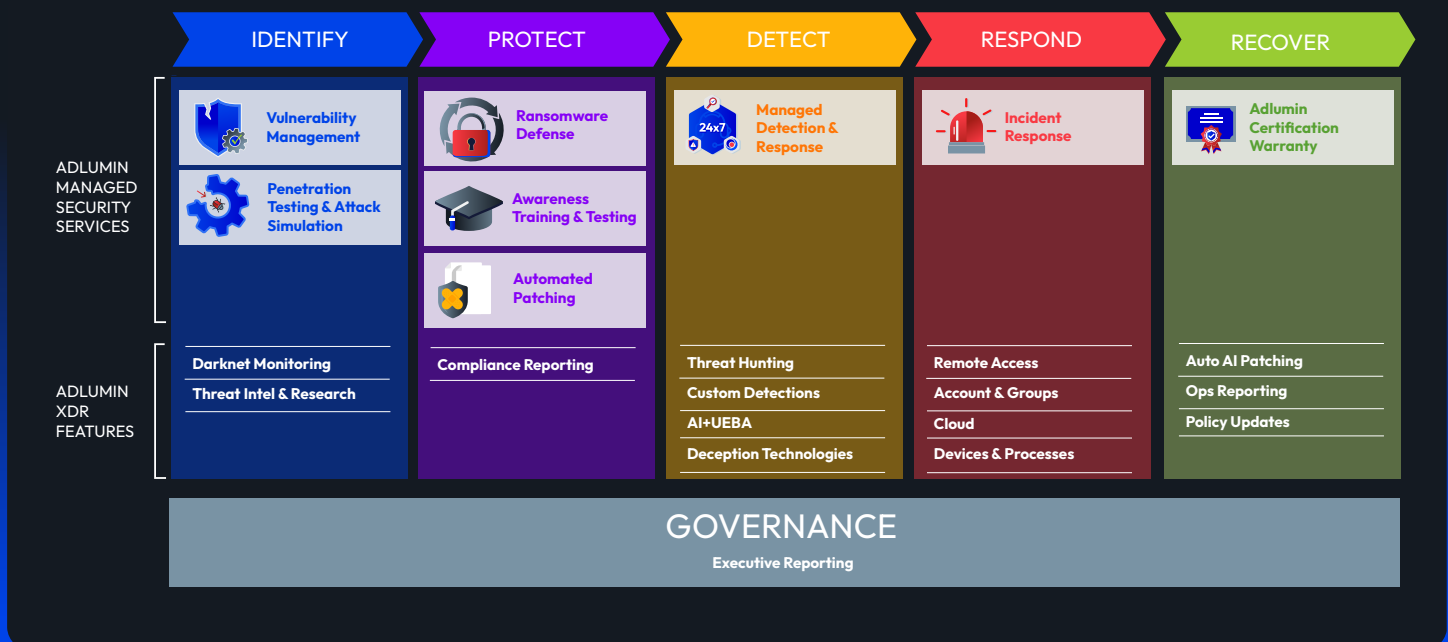 IDENTIFY
PROTECT
DETECT
RESPOND
RECOVER
ADLUMIN
MANAGED
SECURITY
SERVICES
Vulnerability
Management
Penetration
Testing & Attack
Simulation
Ransomware
Defense
Awareness
Training & Testing
Automated
Patching
24x7
Managed
Detection &
Response
Incident
Response
Adlumin
Certification
Warranty
ADLUMIN
XDR
FEATURES
Darknet Monitoring
Threat Intel & Research
Compliance Reporting
Threat Hunting
Custom Detections
AI+UEBA
Deception Technologies
Remote Access
Account & Groups
Cloud
Devices & Processes
Auto AI Patching
Ops Reporting
Policy Updates
GOVERNANCE
Executive Reporting